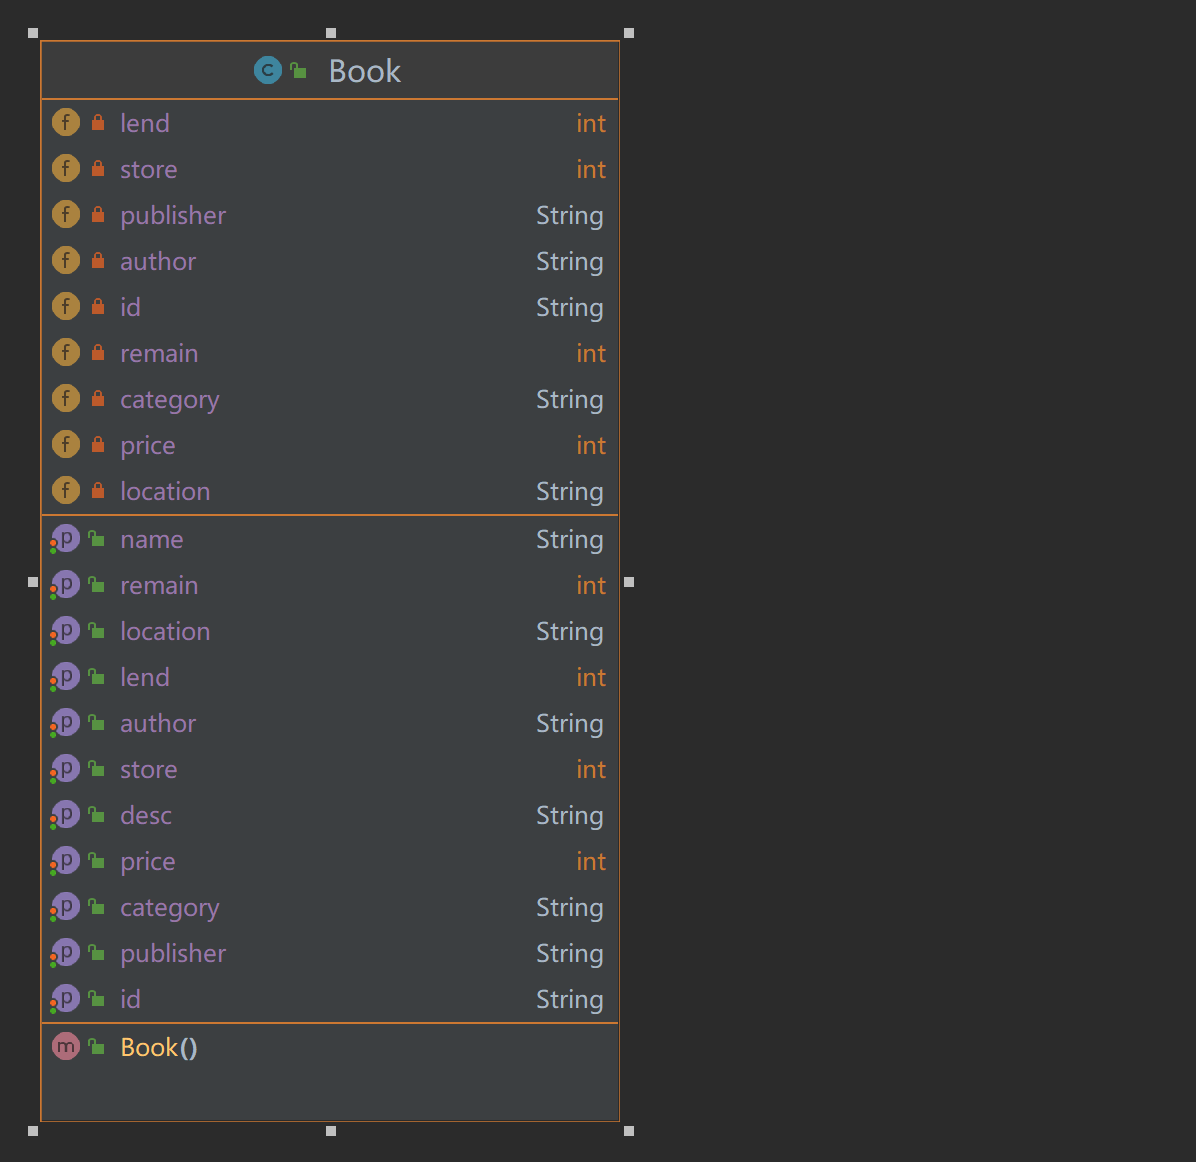 C Book
f lend int
f store int
f publisher String
f author String
f id String
f remain int
f category String
f price int
f location String
p name String
p remain int
p location String
p lend int
p author String
p store int
p desc String
p price int
p category String
p publisher String
p id String
m Book()